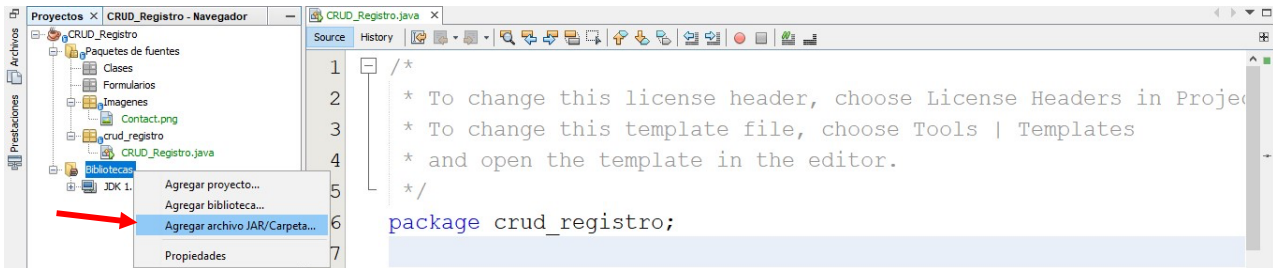 Proyectos × CRUD_Registro - Navegador
CRUD_Registro.java ×
Archivos
Prestaciones
CRUD_Registro
Paquetes de fuentes
Clases
Formularios
Imagenes
Contact.png
crud_registro
CRUD_Registro.java
Bibliotecas
JDK 1.
Agregar proyecto...
Agregar biblioteca...
Agregar archivo JAR/Carpeta...
Propiedades
Source History
1 /*
2 * To change this license header, choose License Headers in Projec
3 * To change this template file, choose Tools | Templates
4 * and open the template in the editor.
5 */
6 package crud_registro;
7